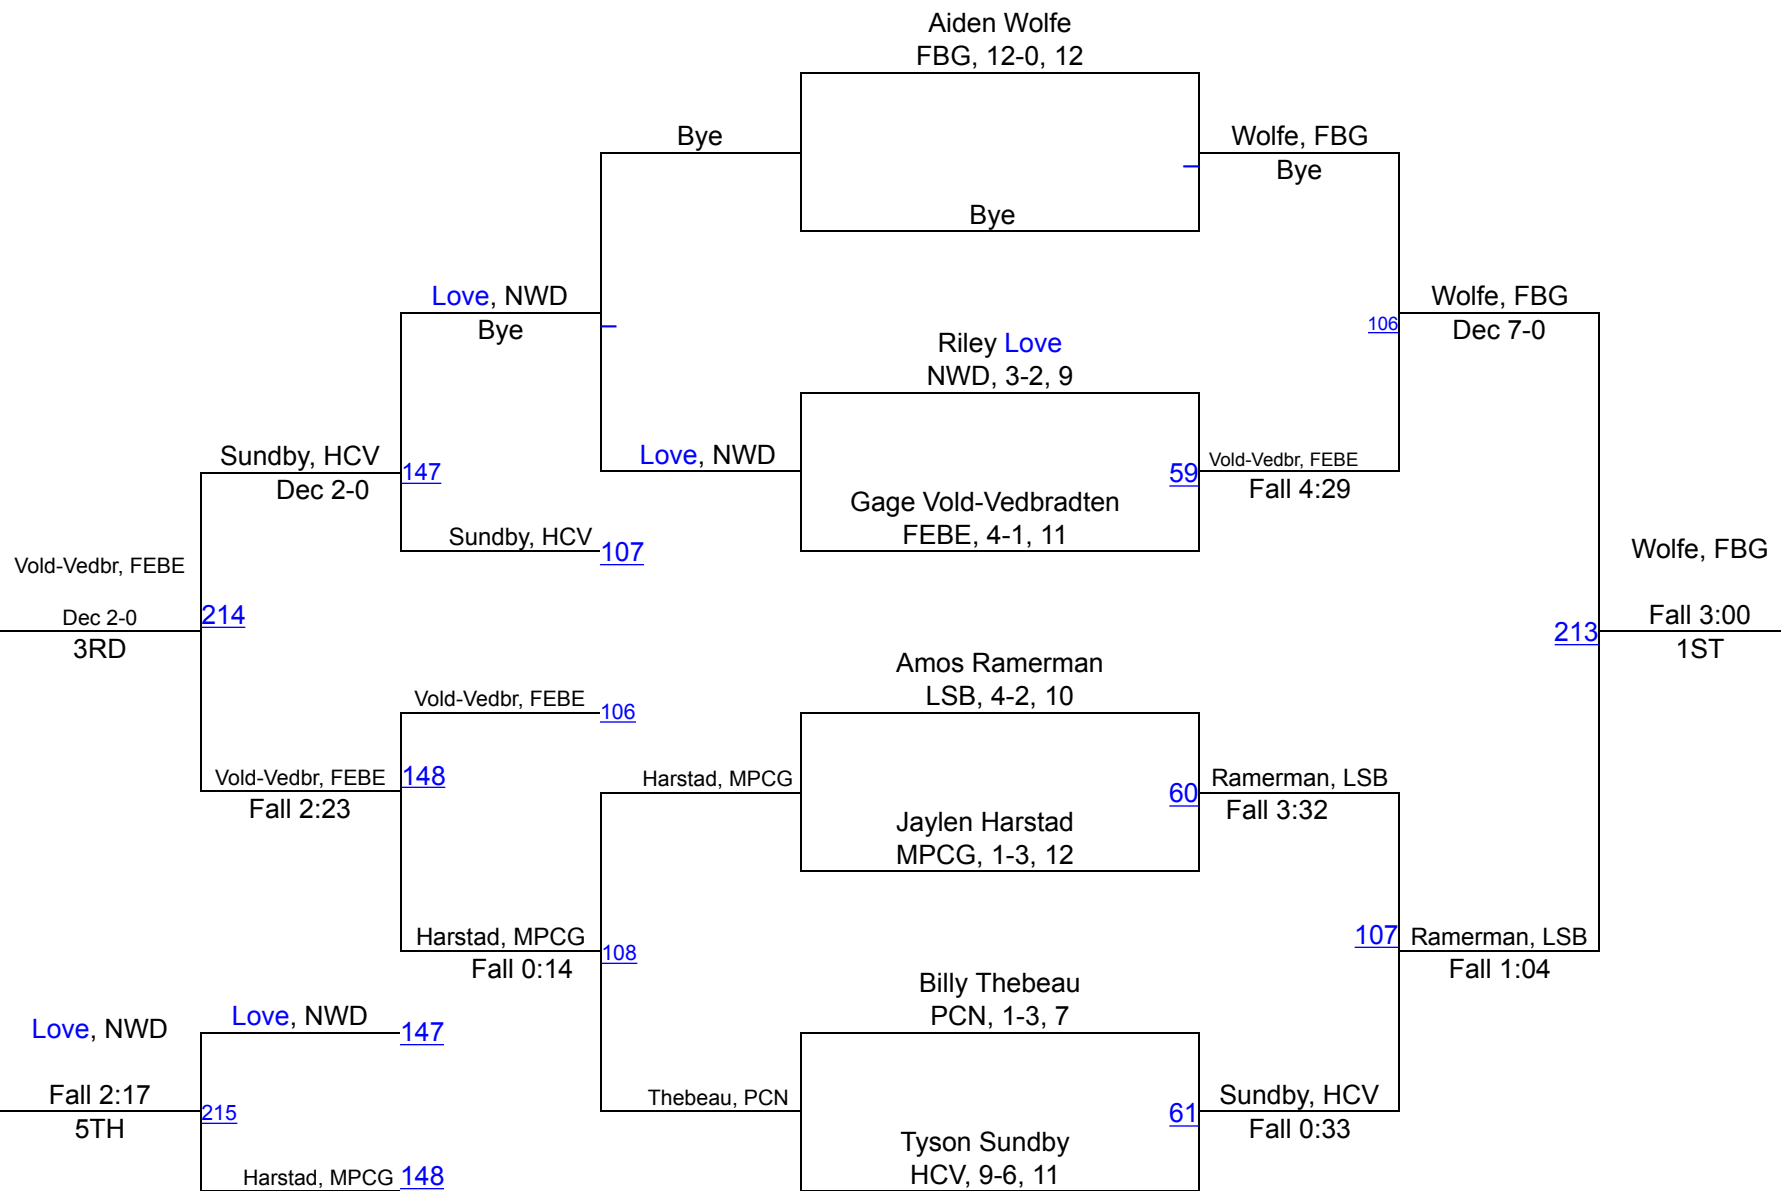 Aiden Wolfe
FBG, 12-0, 12
Bye
Wolfe, FBG
Bye
Bye
Love, NWD
Bye
Wolfe, FBG
Dec 7-0
106
Riley Love
NWD, 3-2, 9
Sundby, HCV
Dec 2-0
147
Love, NWD
59
Vold-Vedbr, FEBE
Fall 4:29
Gage Vold-Vedbradten
FEBE, 4-1, 11
Sundby, HCV
107
Vold-Vedbr, FEBE
Dec 2-0
3RD
214
Wolfe, FBG
Fall 3:00
1ST
213
Amos Ramerman
LSB, 4-2, 10
Vold-Vedbr, FEBE
106
Vold-Vedbr, FEBE
Fall 2:23
148
Harstad, MPCG
60
Ramerman, LSB
Fall 3:32
Jaylen Harstad
MPCG, 1-3, 12
Harstad, MPCG
Fall 0:14
108
107
Ramerman, LSB
Fall 1:04
Billy Thebeau
PCN, 1-3, 7
Love, NWD
Fall 2:17
5TH
Love, NWD
147
215
Thebeau, PCN
61
Sundby, HCV
Fall 0:33
Tyson Sundby
HCV, 9-6, 11
Harstad, MPCG
148